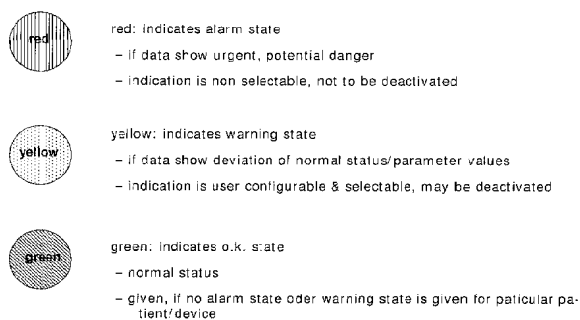 red
red: indicates alarm state
– if data show urgent, potential danger
– indication is non selectable, not to be deactivated
yellow
yellow: indicates warning state
– if data show deviation of normal status/parameter values
– indication is user configurable & selectable, may be deactivated
green
green: indicates o.k. state
– normal status
– given, if no alarm state oder warning state is given for paticular pa-
tient/device